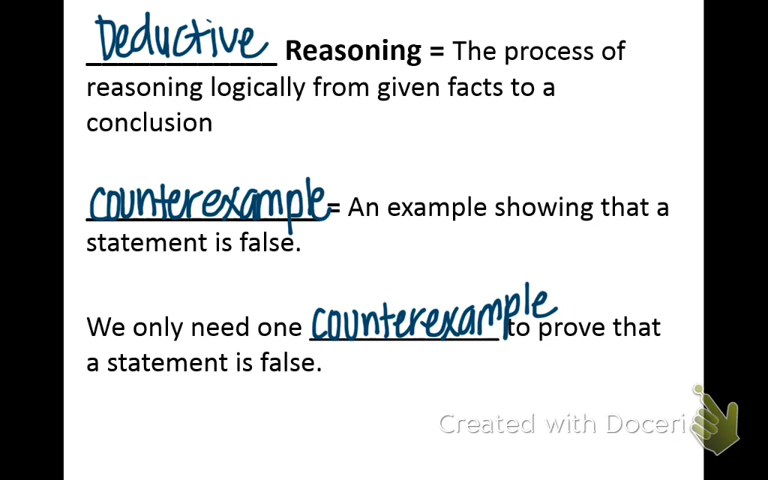 Deductive Reasoning = The process of
reasoning logically from given facts to a
conclusion
counterexample = An example showing that a
statement is false.
We only need one counterexample to prove that
a statement is false.
Created with Doceri